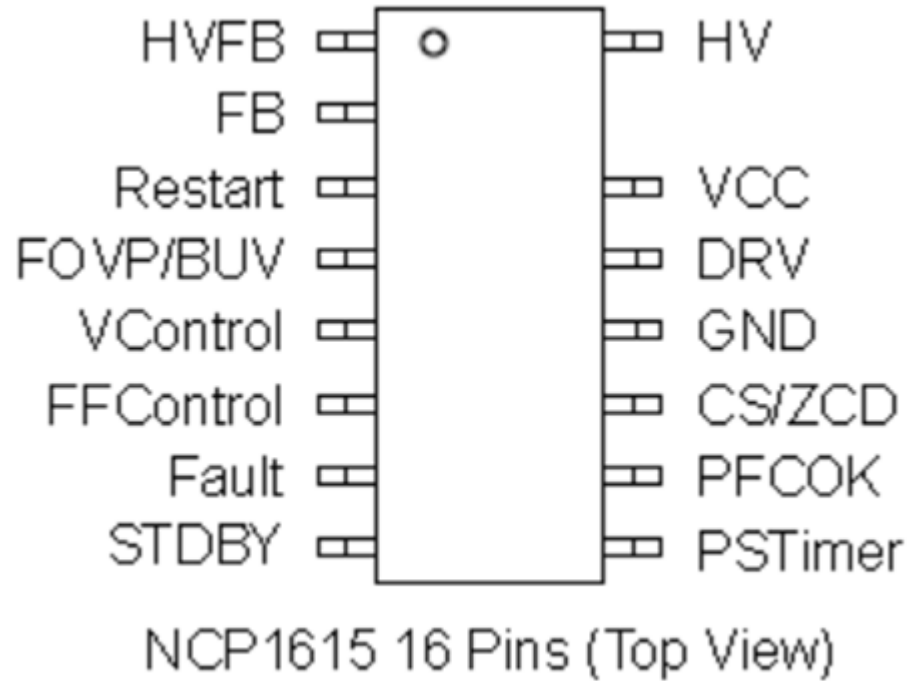 HVFB HV
FB
Restart VCC
FOVP/BUV DRV
VControl GND
FFControl CS/ZCD
Fault PFCOK
STDBY PSTimer
NCP1615 16 Pins (Top View)